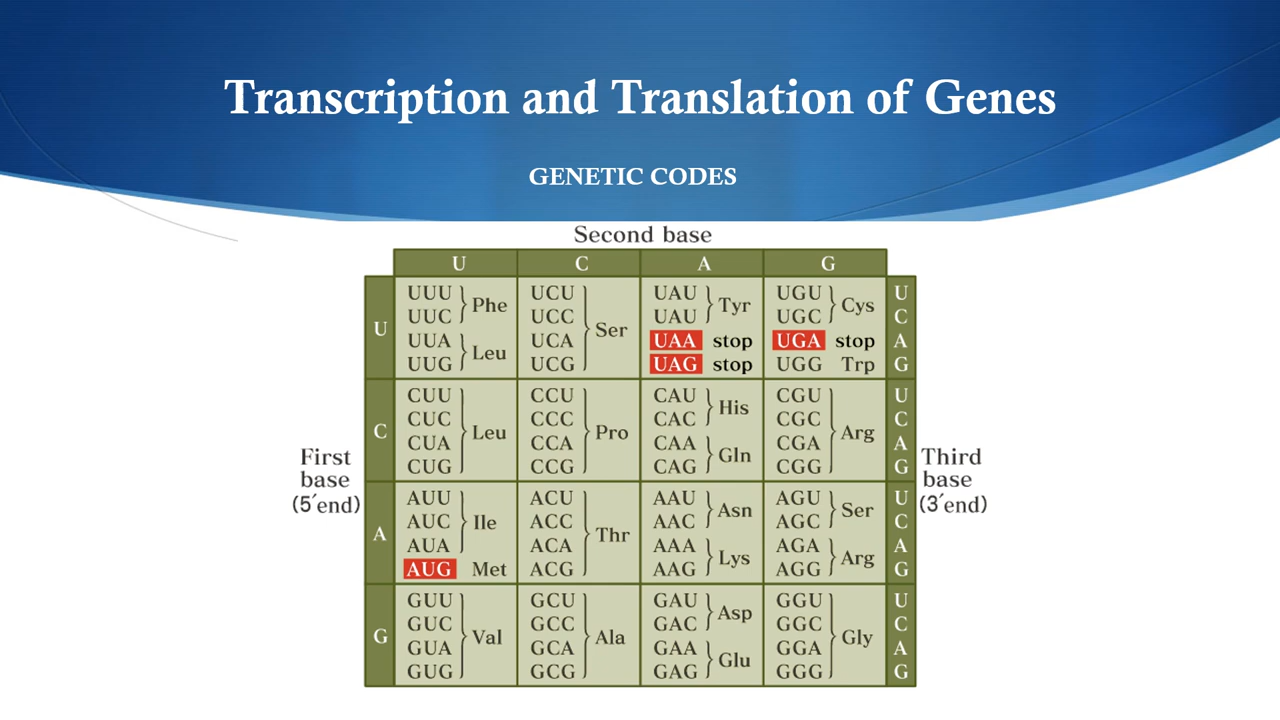 Transcription and Translation of Genes
GENETIC CODES
Second base
U C A G
U
UUU UCU UAU UGU U
Phe Tyr Cys
UUC UCC UAU UGC C
Ser
UUA UCA UAA stop UGA stop A
Leu
UUG UCG UAG stop UGG Trp G
C
CUU CCU CAU CGU U
His
CUC CCC CAC CGC C
Leu Pro Arg
CUA CCA CAA CGA A
Gln
CUG CCG CAG CGG G
First base (5′end)
Third base (3′end)
A
AUU ACU AAU AGU U
Asn Ser
AUC ACC AAC AGC C
Ile Thr
AUA ACA AAA AGA A
Lys Arg
AUG Met ACG AAG AGG G
G
GUU GCU GAU GGU U
Asp
GUC GCC GAC GGC C
Val Ala Gly
GUA GCA GAA GGA A
Glu
GUG GCG GAG GGG G